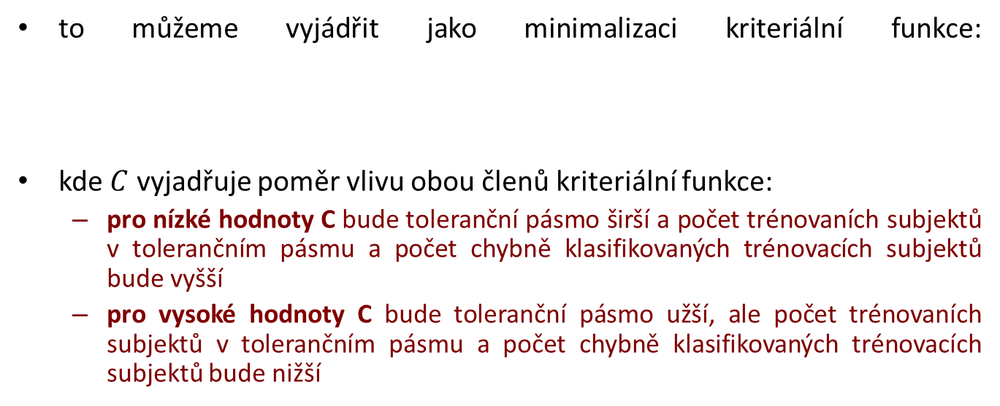 • to můžeme vyjádřit jako minimalizaci kriteriální funkce:
• kde C vyjadřuje poměr vlivu obou členů kriteriální funkce:
– pro nízké hodnoty C bude toleranční pásmo širší a počet trénovaních subjektů
v tolerančním pásmu a počet chybně klasifikovaných trénovacích subjektů
bude vyšší
– pro vysoké hodnoty C bude toleranční pásmo užší, ale počet trénovaních
subjektů v tolerančním pásmu a počet chybně klasifikovaných trénovacích
subjektů bude nižší